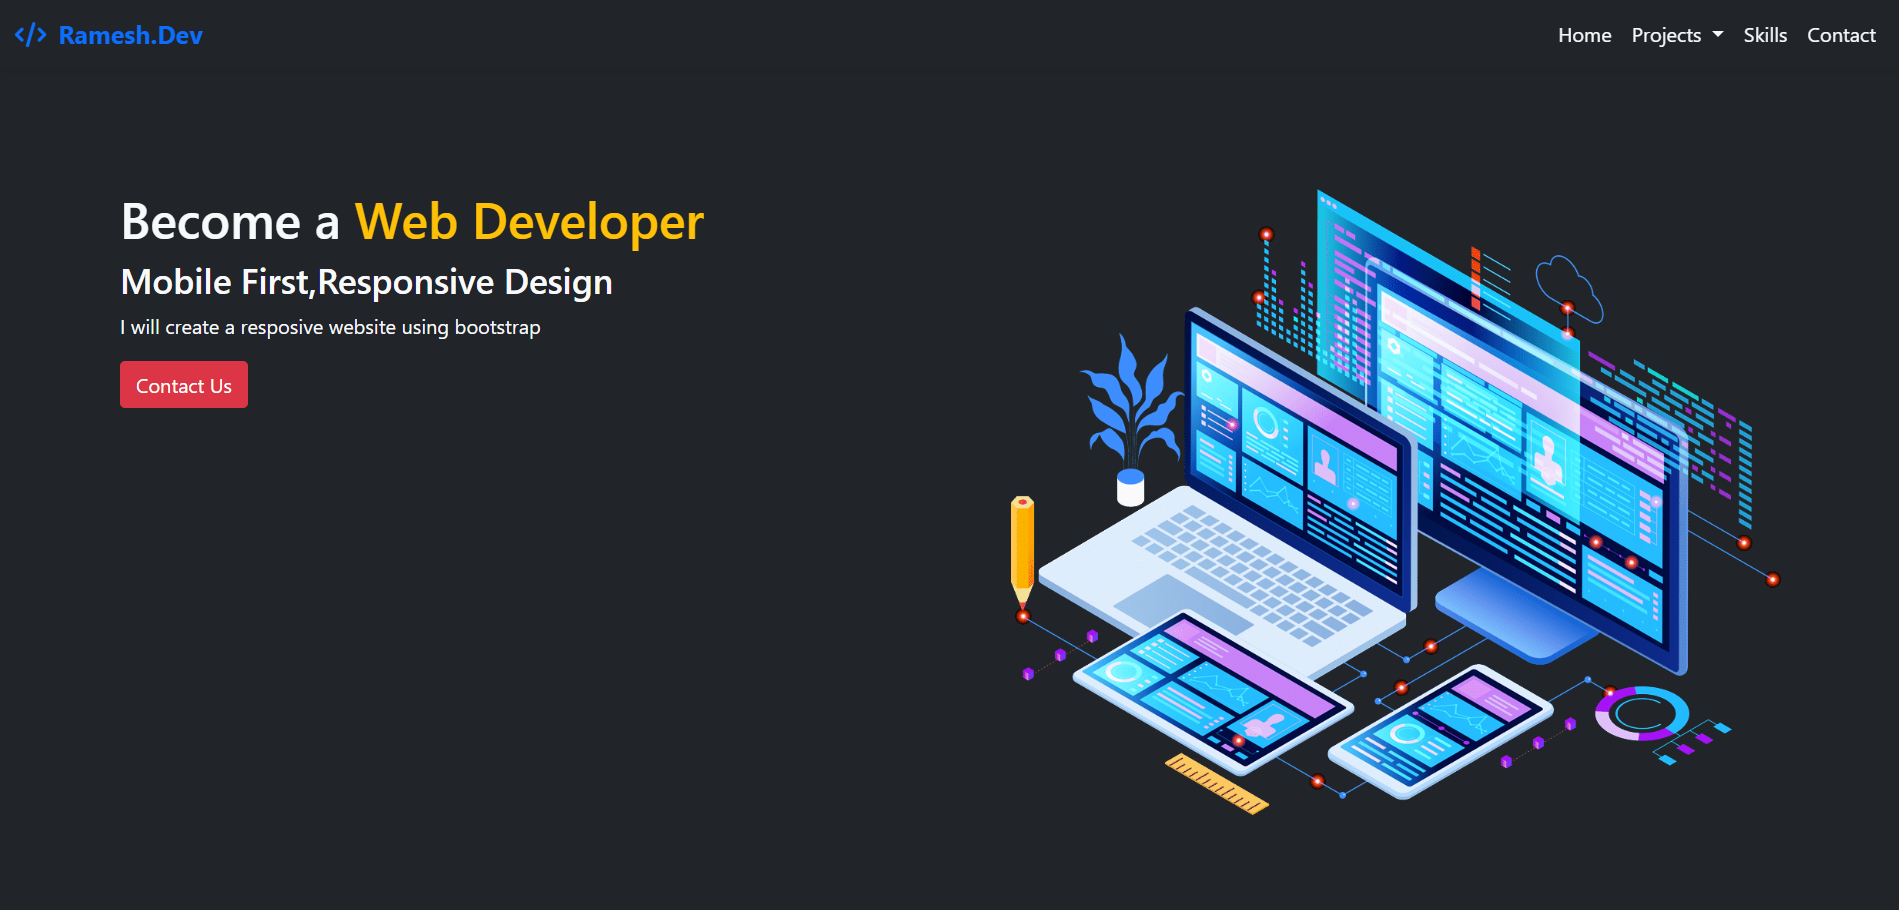 </> Ramesh.Dev
Home Projects Skills Contact
Become a Web Developer
Mobile First,Responsive Design
I will create a resposive website using bootstrap
Contact Us